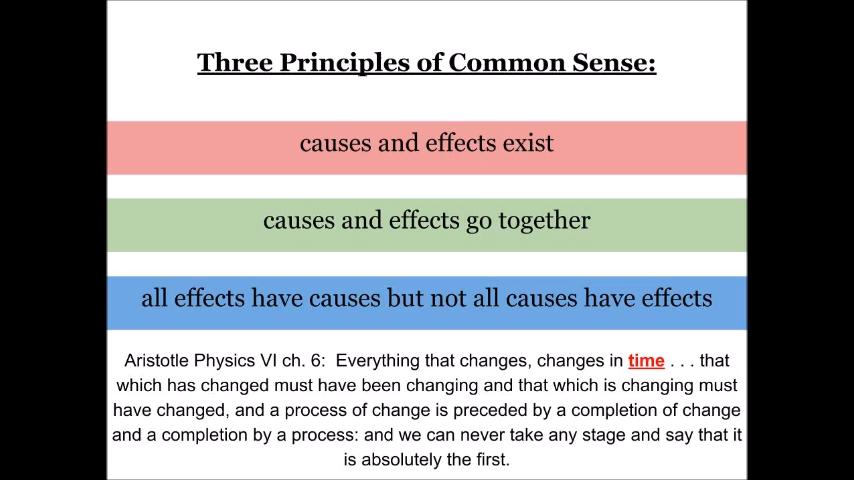 Three Principles of Common Sense:
causes and effects exist
causes and effects go together
all effects have causes but not all causes have effects
Aristotle Physics VI ch. 6:  Everything that changes, changes in time . . . that
which has changed must have been changing and that which is changing must
have changed, and a process of change is preceded by a completion of change
and a completion by a process: and we can never take any stage and say that it
is absolutely the first.